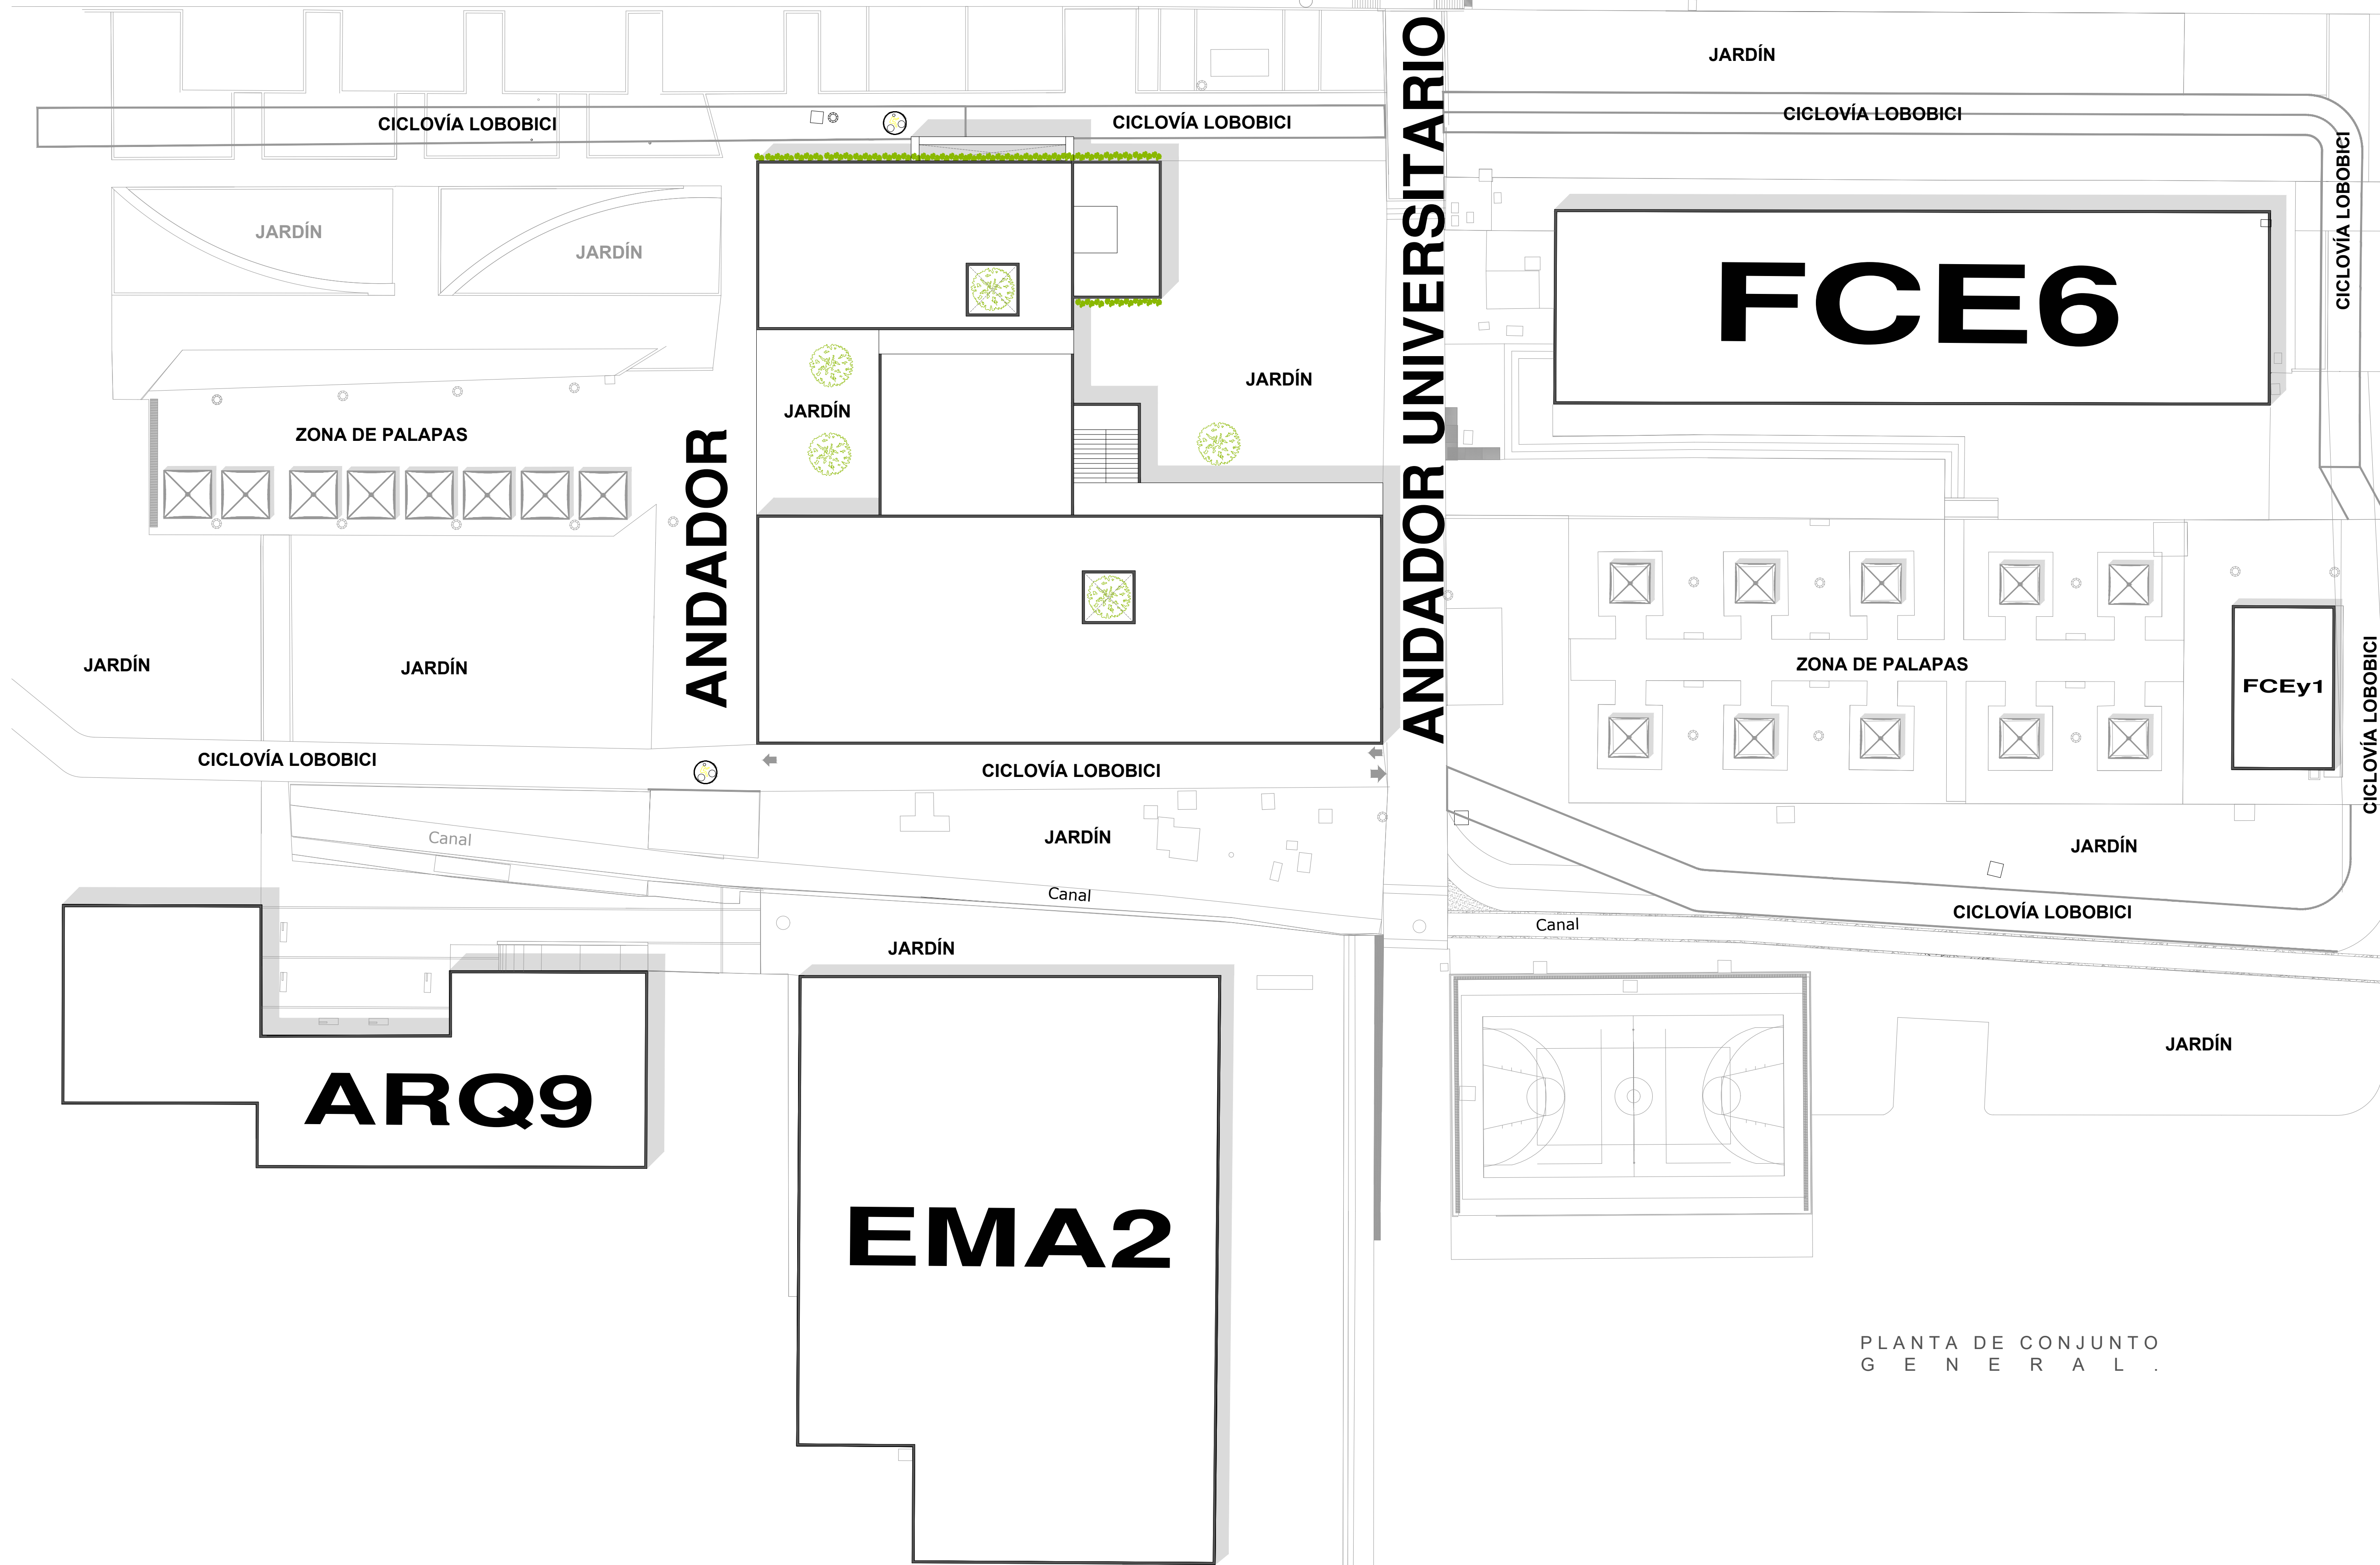 JARDÍN
CICLOVÍA LOBOBICI
CICLOVÍA LOBOBICI
CICLOVÍA LOBOBICI
CICLOVÍA LOBOBICI
ANDADOR UNIVERSITARIO
JARDÍN
JARDÍN
FCE6
JARDÍN
JARDÍN
ZONA DE PALAPAS
ANDADOR
JARDÍN
JARDÍN
ZONA DE PALAPAS
FCEy1
CICLOVÍA LOBOBICI
CICLOVÍA LOBOBICI
CICLOVÍA LOBOBICI
Canal
JARDÍN
JARDÍN
Canal
CICLOVÍA LOBOBICI
Canal
JARDÍN
JARDÍN
ARQ9
EMA2
PLANTA DE CONJUNTO
GENERAL.